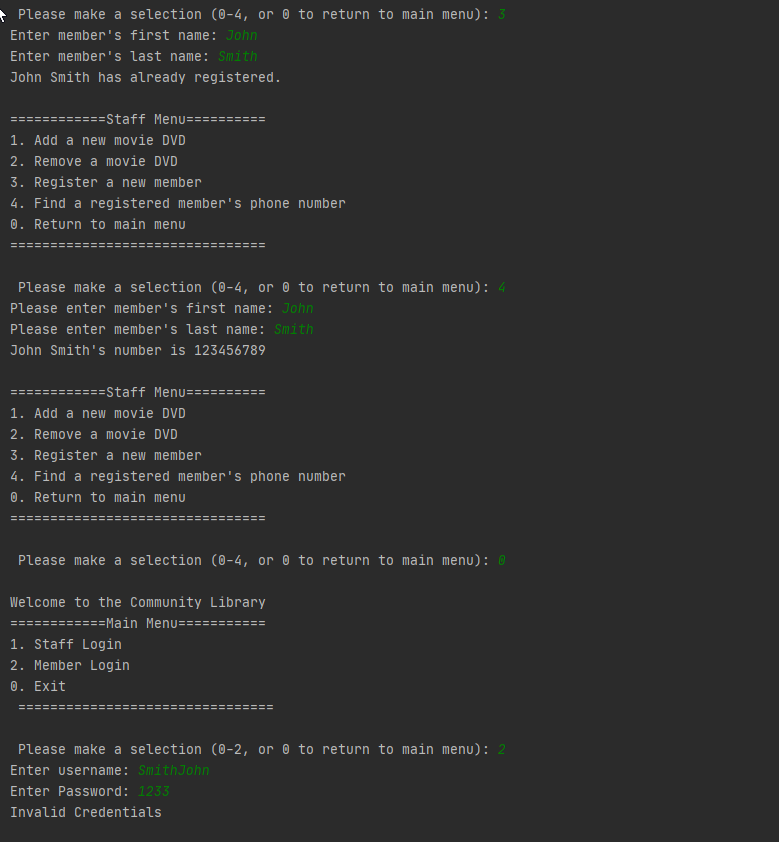 Please make a selection (0-4, or 0 to return to main menu): 3
Enter member's first name: John
Enter member's last name: Smith
John Smith has already registered.
============Staff Menu==========
1. Add a new movie DVD
2. Remove a movie DVD
3. Register a new member
4. Find a registered member's phone number
0. Return to main menu
================================
Please make a selection (0-4, or 0 to return to main menu): 4
Please enter member's first name: John
Please enter member's last name: Smith
John Smith's number is 123456789
============Staff Menu==========
1. Add a new movie DVD
2. Remove a movie DVD
3. Register a new member
4. Find a registered member's phone number
0. Return to main menu
================================
Please make a selection (0-4, or 0 to return to main menu): 0
Welcome to the Community Library
============Main Menu===========
1. Staff Login
2. Member Login
0. Exit
================================
Please make a selection (0-2, or 0 to return to main menu): 2
Enter username: SmithJohn
Enter Password: 1233
Invalid Credentials